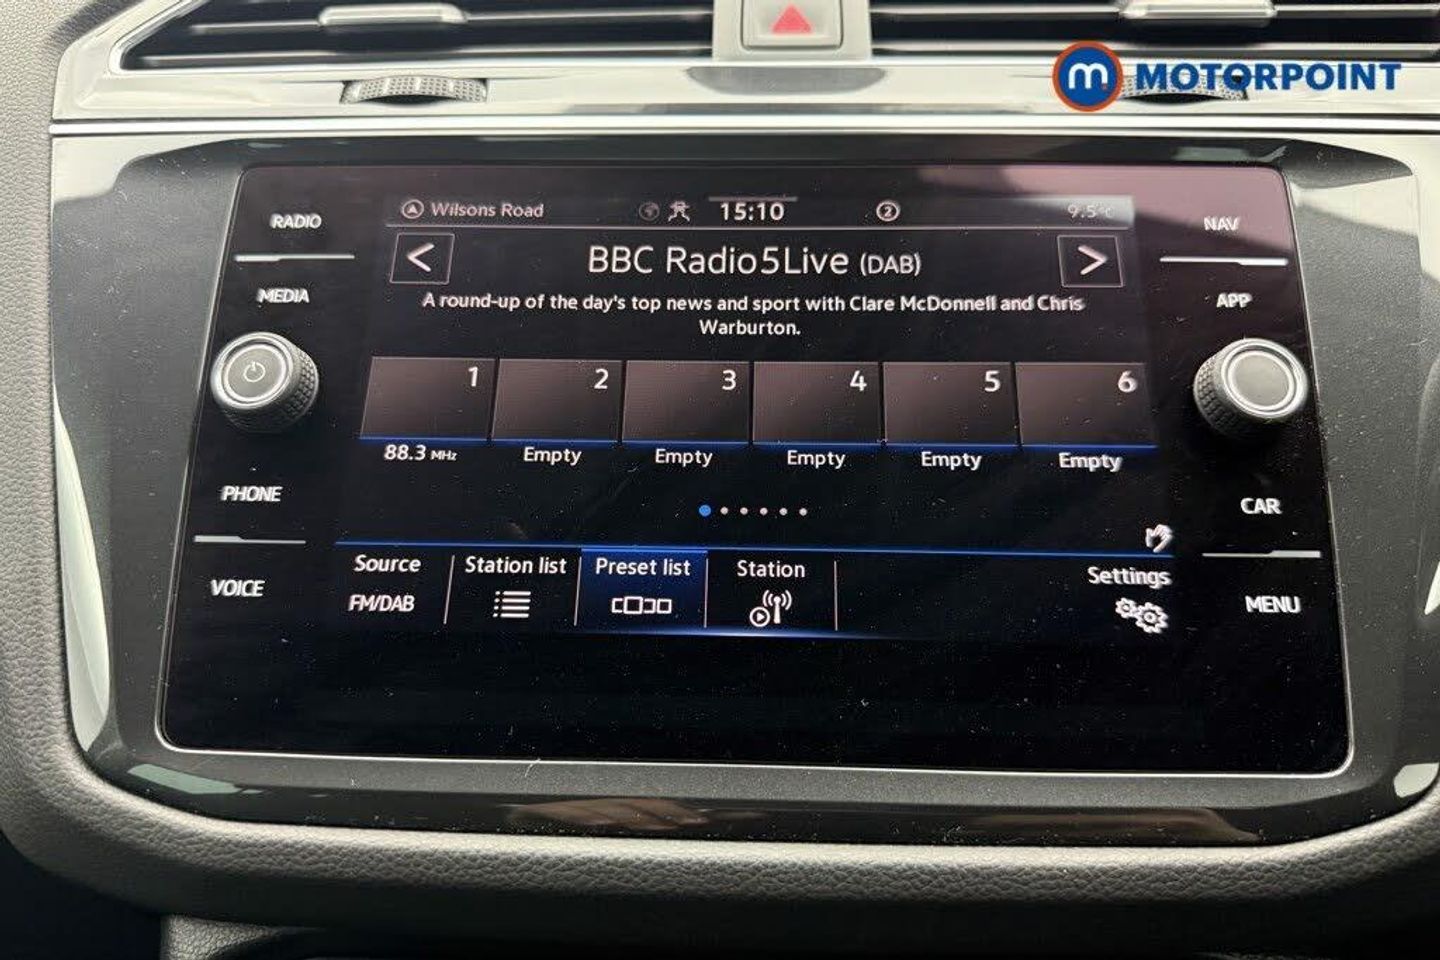 m MOTORPOINT
RADIO
MEDIA
PHONE
VOICE
Wilsons Road
15:10
2
9.5°C
<
BBC Radio5Live (DAB)
>
A round-up of the day's top news and sport with Clare McDonnell and Chris
Warburton.
1 2 3 4 5 6
88.3 MHz Empty Empty Empty Empty Empty
Source
FM/DAB
Station list
Preset list
Station
Settings
NAV
APP
CAR
MENU